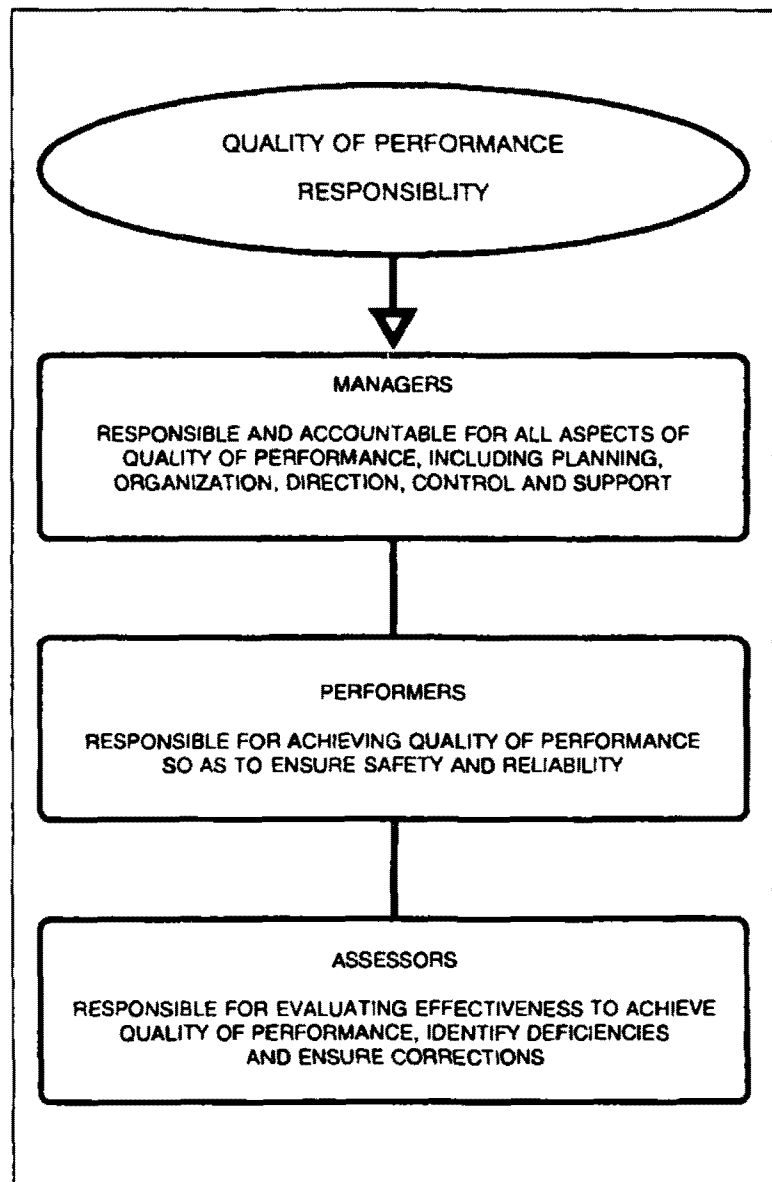 QUALITY OF PERFORMANCE
RESPONSIBLITY
MANAGERS
RESPONSIBLE AND ACCOUNTABLE FOR ALL ASPECTS OF
QUALITY OF PERFORMANCE, INCLUDING PLANNING,
ORGANIZATION, DIRECTION, CONTROL AND SUPPORT
PERFORMERS
RESPONSIBLE FOR ACHIEVING QUALITY OF PERFORMANCE
SO AS TO ENSURE SAFETY AND RELIABILITY
ASSESSORS
RESPONSIBLE FOR EVALUATING EFFECTIVENESS TO ACHIEVE
QUALITY OF PERFORMANCE, IDENTIFY DEFICIENCIES
AND ENSURE CORRECTIONS